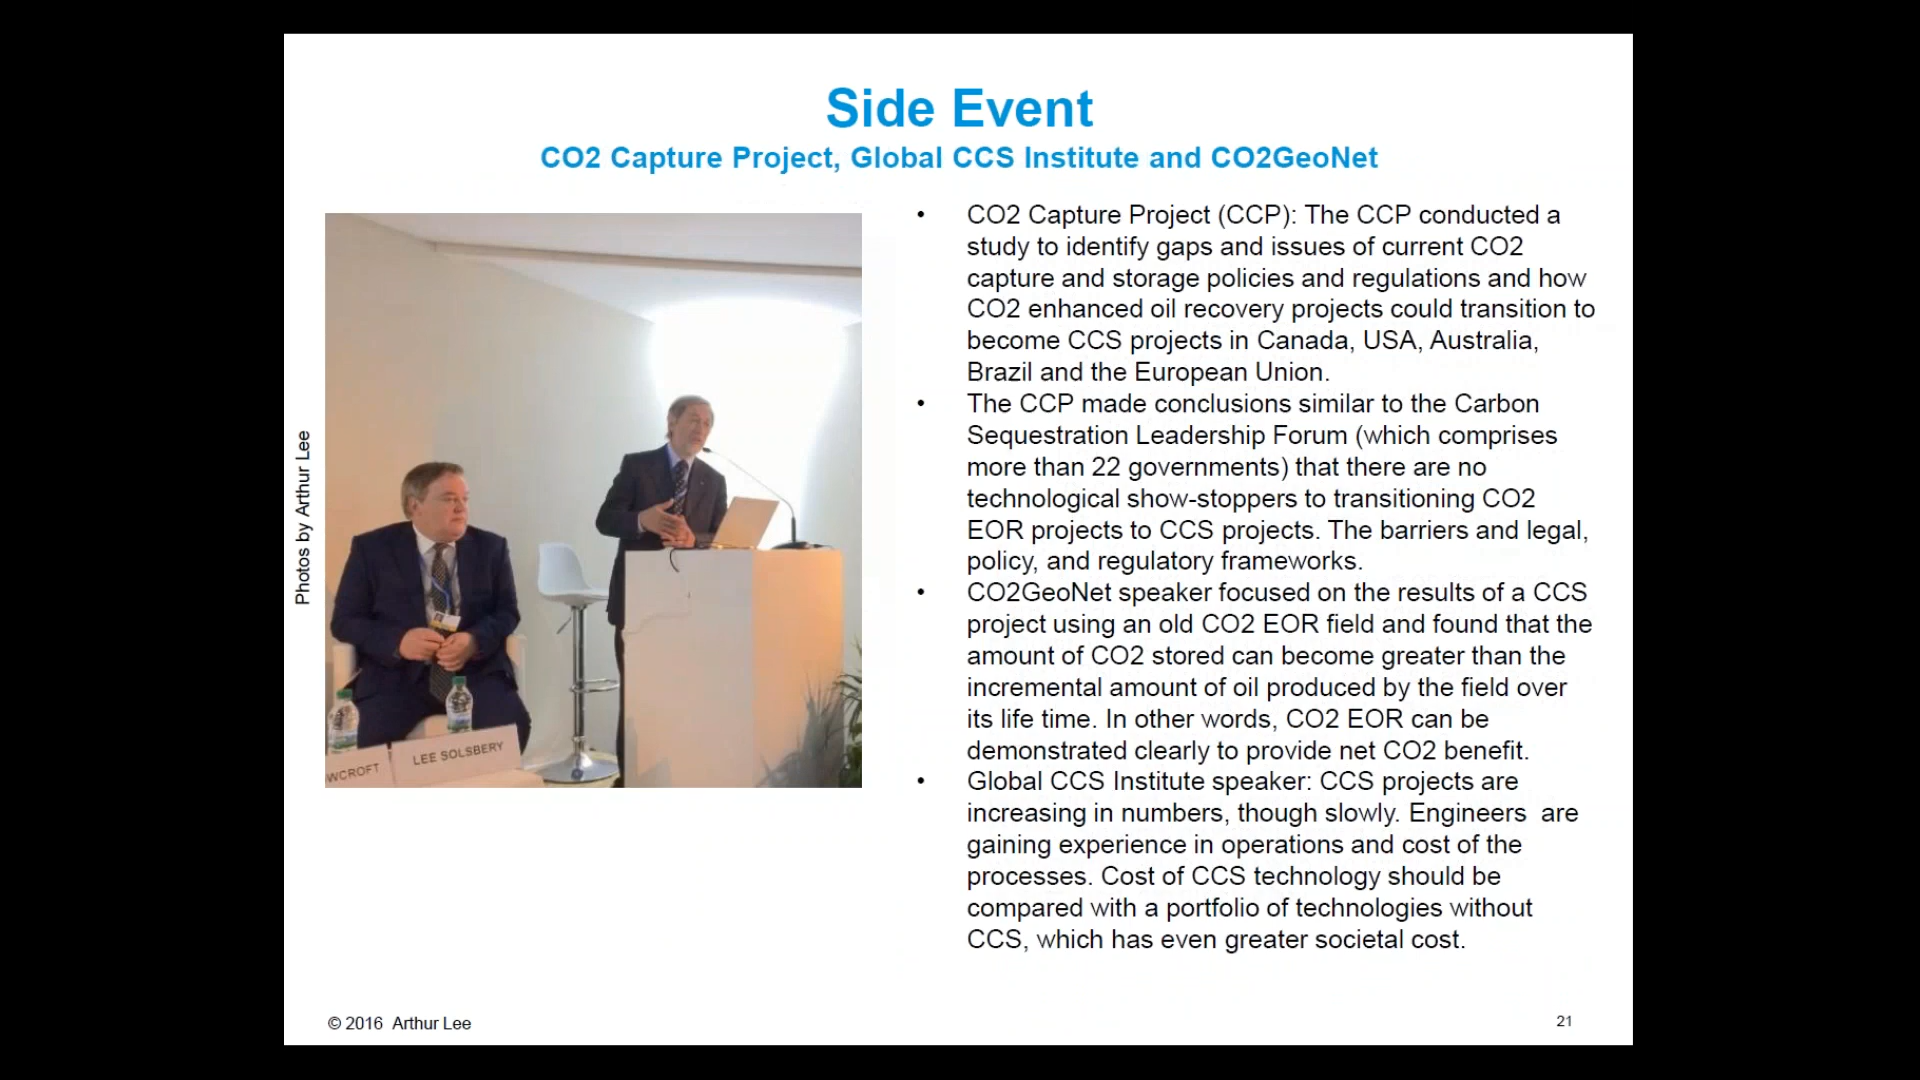 Side Event
CO2 Capture Project, Global CCS Institute and CO2GeoNet
Photos by Arthur Lee
WCROFT
LEE SOLSBERY
• CO2 Capture Project (CCP): The CCP conducted a
study to identify gaps and issues of current CO2
capture and storage policies and regulations and how
CO2 enhanced oil recovery projects could transition to
become CCS projects in Canada, USA, Australia,
Brazil and the European Union.
• The CCP made conclusions similar to the Carbon
Sequestration Leadership Forum (which comprises
more than 22 governments) that there are no
technological show-stoppers to transitioning CO2
EOR projects to CCS projects. The barriers and legal,
policy, and regulatory frameworks.
• CO2GeoNet speaker focused on the results of a CCS
project using an old CO2 EOR field and found that the
amount of CO2 stored can become greater than the
incremental amount of oil produced by the field over
its life time. In other words, CO2 EOR can be
demonstrated clearly to provide net CO2 benefit.
• Global CCS Institute speaker: CCS projects are
increasing in numbers, though slowly. Engineers  are
gaining experience in operations and cost of the
processes. Cost of CCS technology should be
compared with a portfolio of technologies without
CCS, which has even greater societal cost.
© 2016  Arthur Lee
21